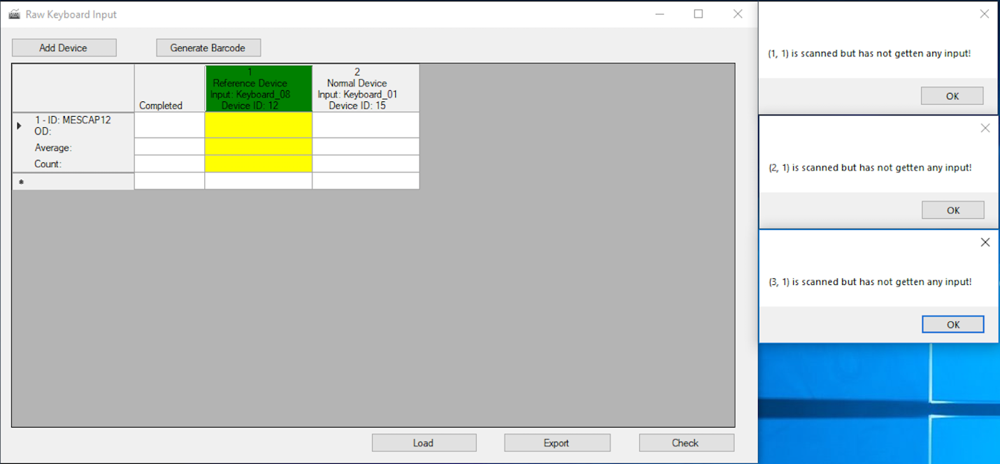 Raw Keyboard Input
Add Device
Generate Barcode
Completed
1
Reference Device
Input: Keyboard_08
Device ID: 12
2
Normal Device
Input: Keyboard_01
Device ID: 15
1 - ID: MESCAP12
OD:
Average:
Count:
*
Load
Export
Check
(1, 1) is scanned but has not getten any input!
OK
(2, 1) is scanned but has not getten any input!
OK
(3, 1) is scanned but has not getten any input!
OK